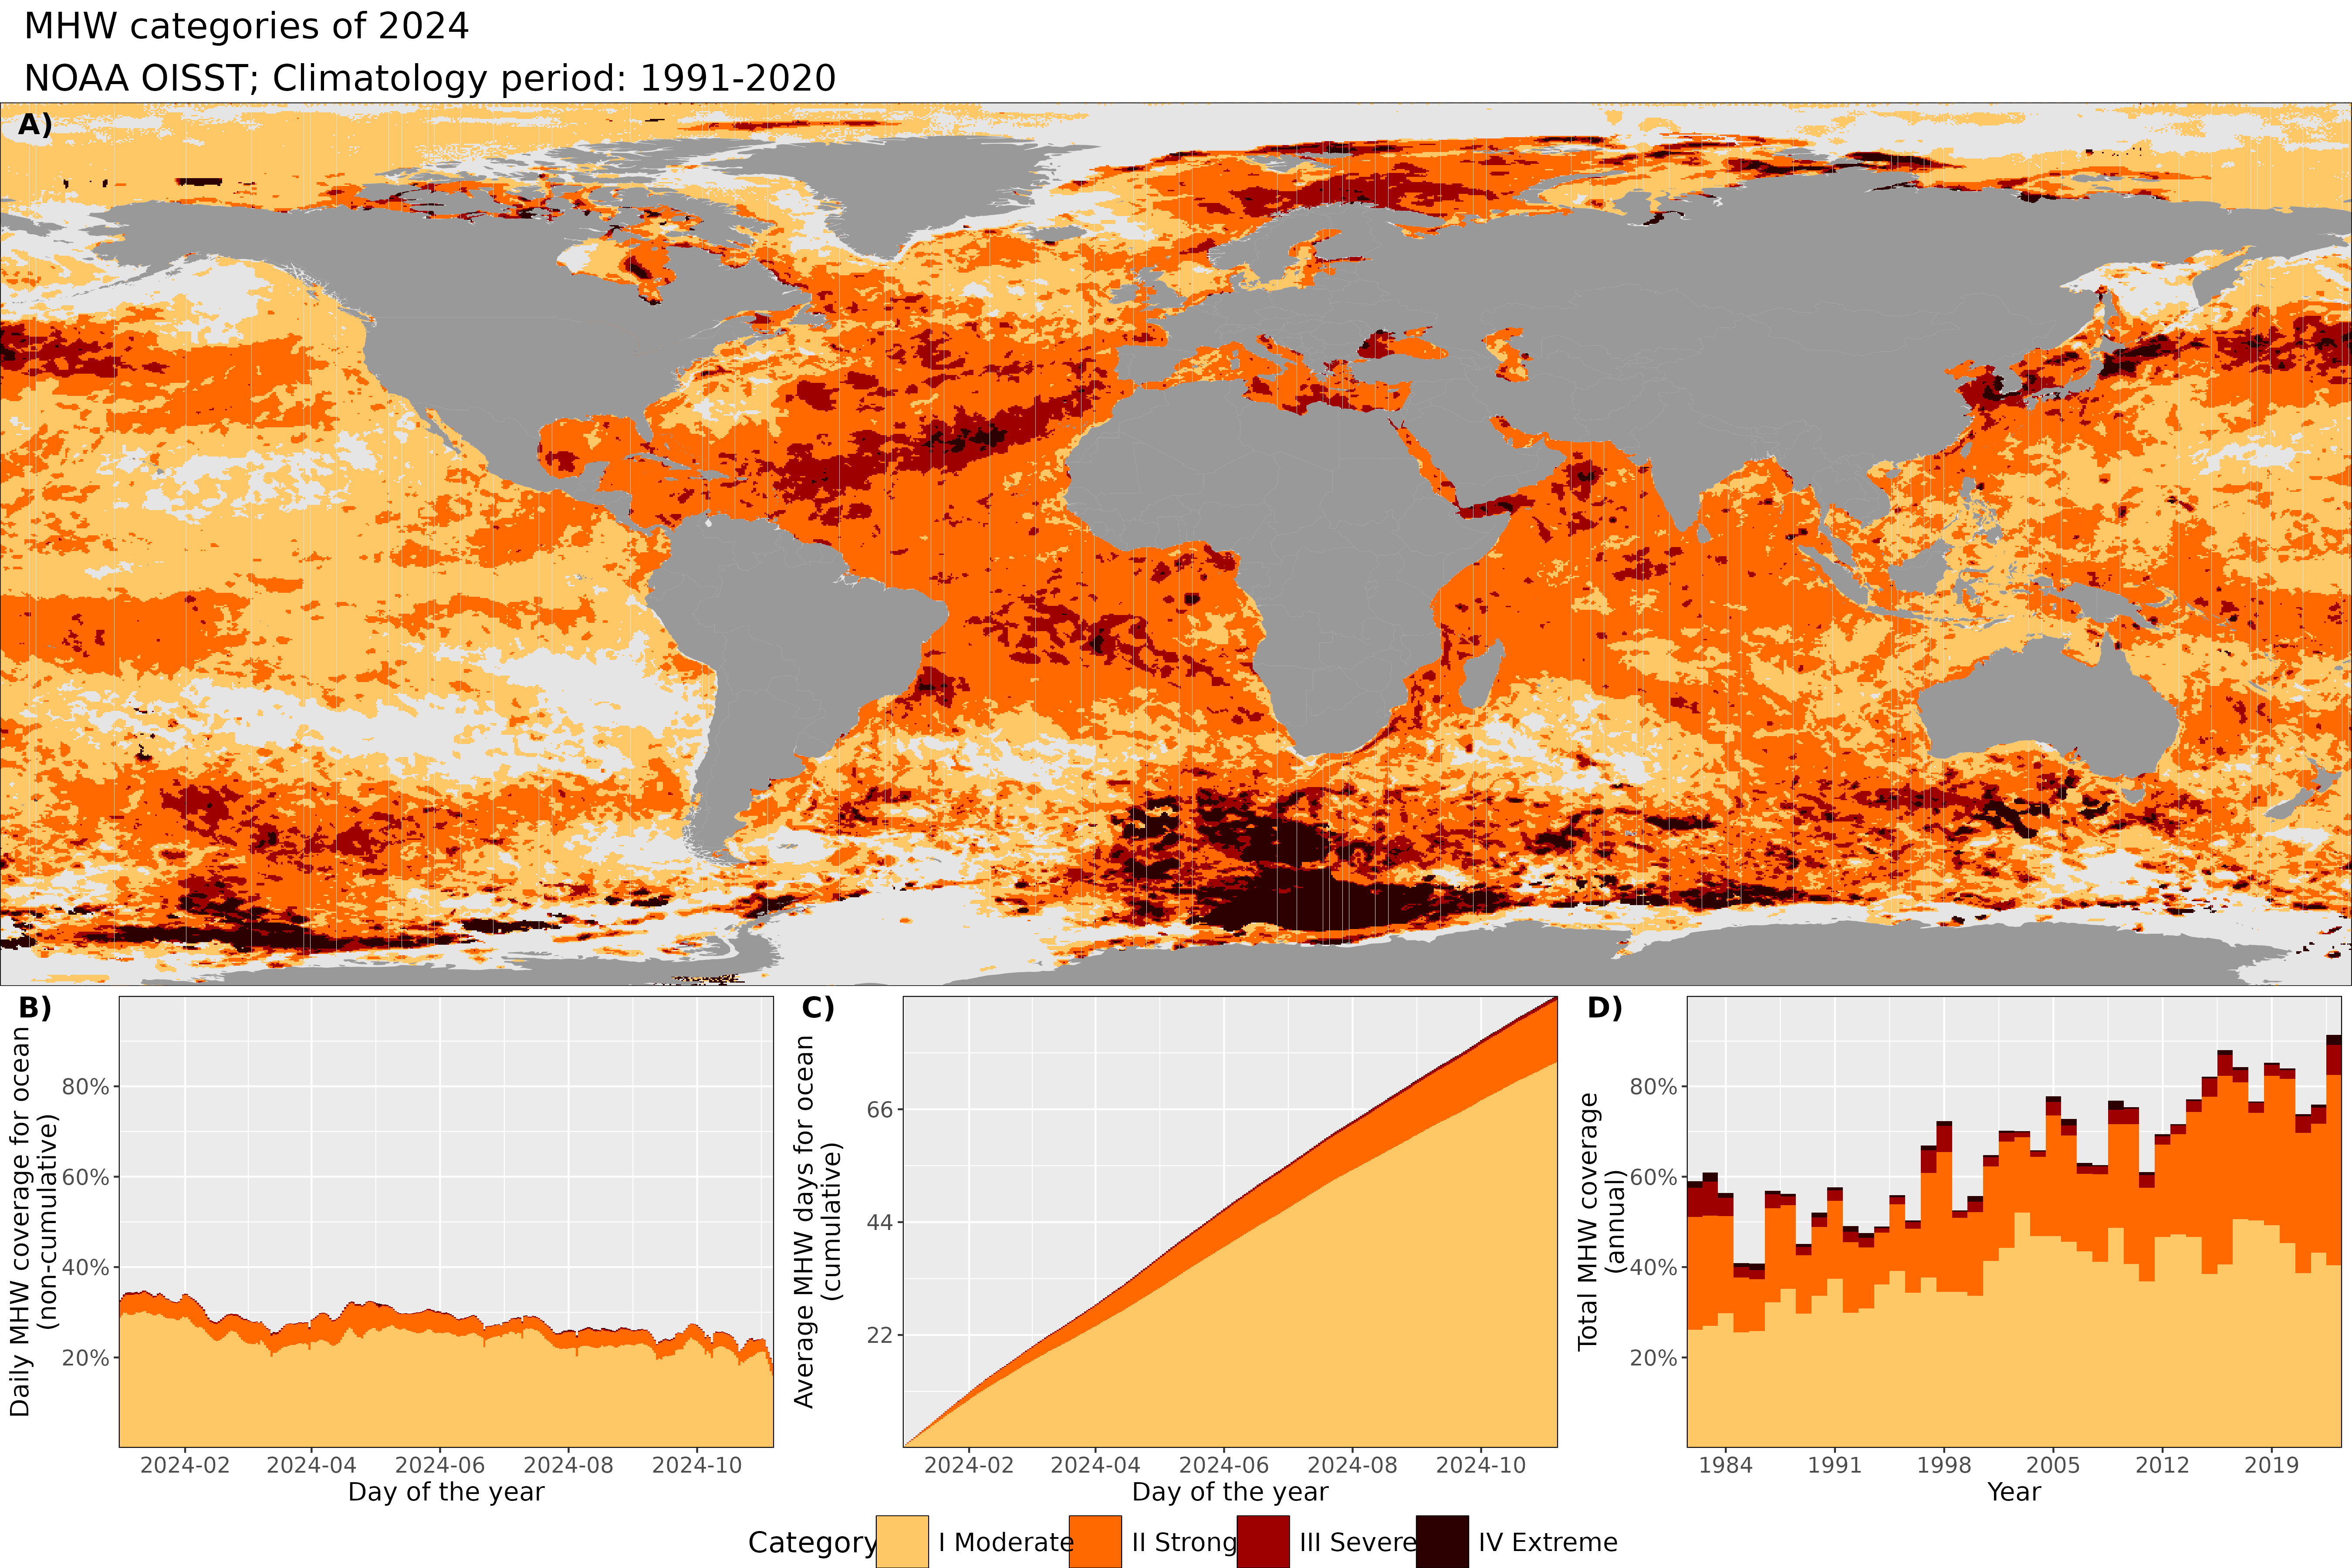 MHW categories of 2024
NOAA OISST; Climatology period: 1991-2020
A)
B)
Daily MHW coverage for ocean
(non-cumulative)
80%
60%
40%
20%
2024-02 2024-04 2024-06 2024-08 2024-10
Day of the year
C)
Average MHW days for ocean
(cumulative)
66
44
22
2024-02 2024-04 2024-06 2024-08 2024-10
Day of the year
D)
Total MHW coverage
(annual)
80%
60%
40%
20%
1984 1991 1998 2005 2012 2019
Year
Category I Moderate II Strong III Severe IV Extreme